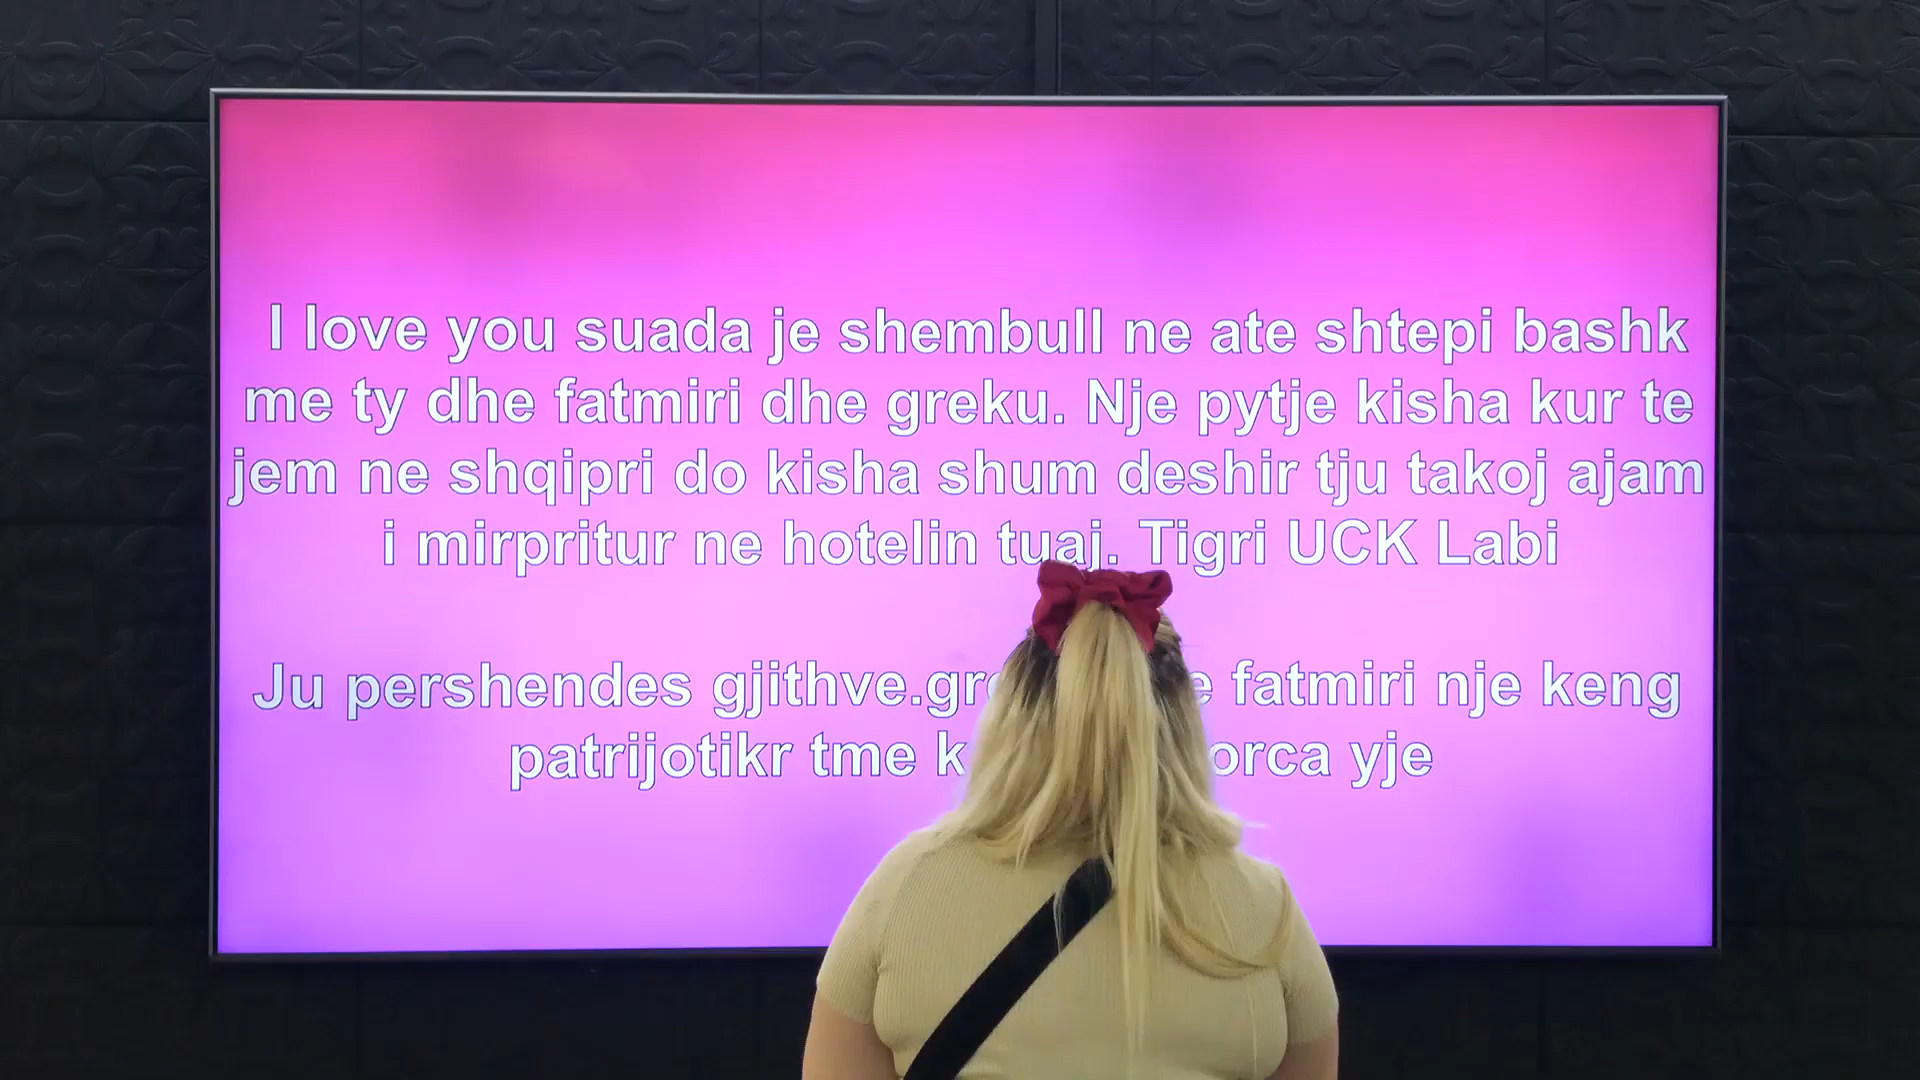 I love you suada je shembull ne ate shtepi bashk
me ty dhe fatmiri dhe greku. Nje pytje kisha kur te
jem ne shqipri do kisha shum deshir tju takoj ajam
i mirpritur ne hotelin tuaj. Tigri UCK Labi
Ju pershendes gjithve. fatmiri nje keng
patrijotikr tme yje